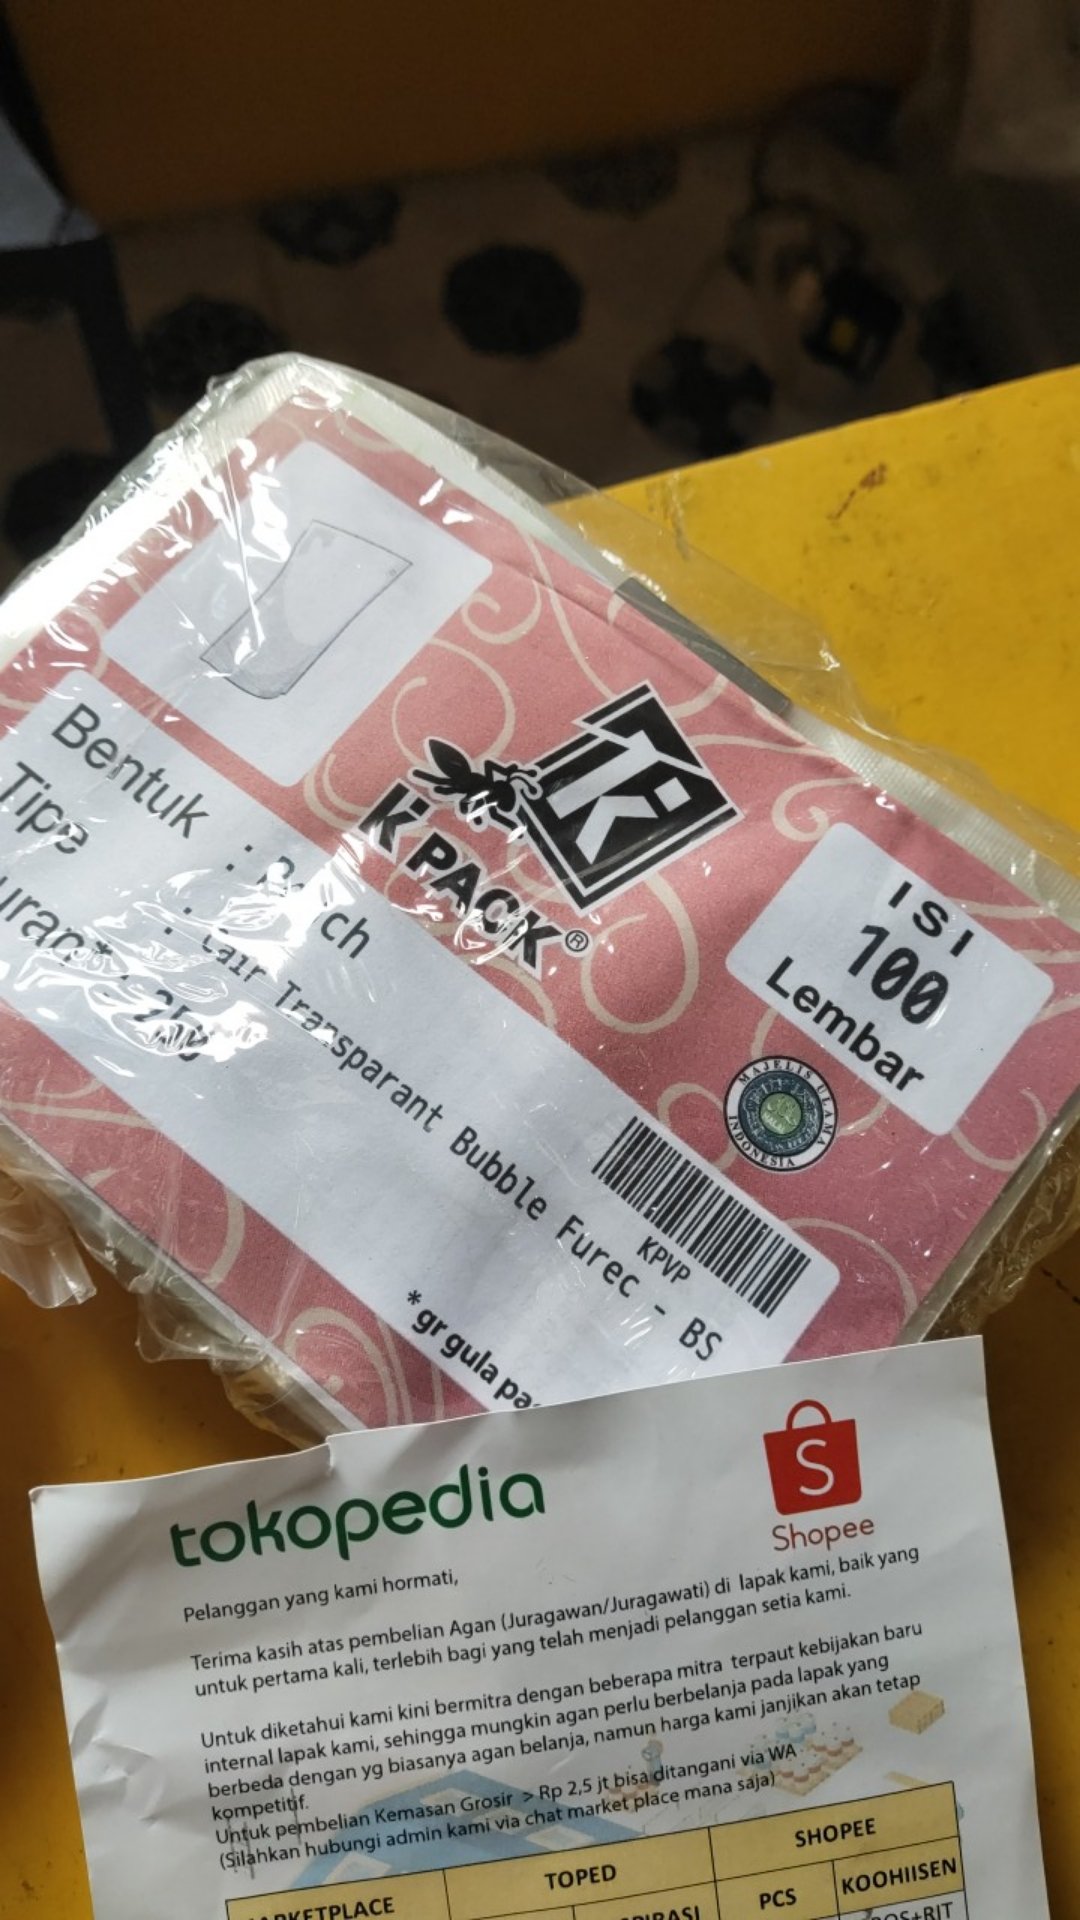 K PACK®
ISI
100
Lembar
MAJELIS ULAMA
INDONESIA
Bentuk :
Tipe : Cair Transparant Bubble Furec - BS
KPVP
*gr gula
tokopedia
S
Shopee
Pelanggan yang kami hormati,
Terima kasih atas pembelian Agan (Juragawan/Juragawati) di lapak kami, baik yang
untuk pertama kali, terlebih bagi yang telah menjadi pelanggan setia kami.
Untuk diketahui kami kini bermitra dengan beberapa mitra terpaut kebijakan baru
internal lapak kami, sehingga mungkin agan perlu berbelanja pada lapak yang
berbeda dengan yg biasanya agan belanja, namun harga kami janjikan akan tetap
kompetitif.
Untuk pembelian Kemasan Grosir > Rp 2,5 jt bisa ditangani via WA
(Silahkan hubungi admin kami via chat market place mana saja)
TOPED
SHOPEE
PCS
KOOHIISEN